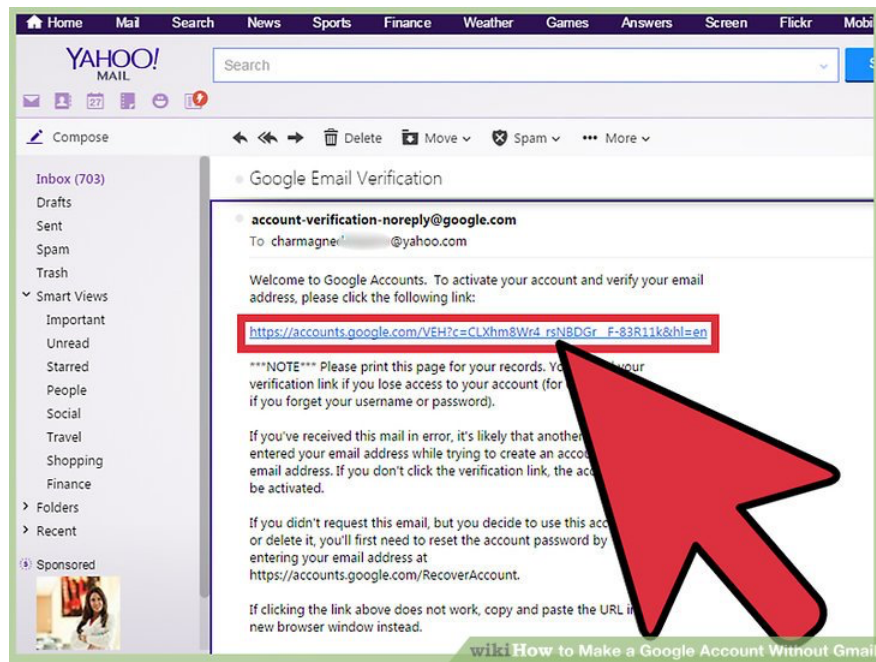 Home Mail Search News Sports Finance Weather Games Answers Screen Flickr
YAHOO!
MAIL
Search
27
Compose
Delete Move Spam More
Inbox (703)
Drafts
Sent
Spam
Trash
Smart Views
Important
Unread
Starred
People
Social
Travel
Shopping
Finance
Folders
Recent
Sponsored
Google Email Verification
account-verification-noreply@google.com
To charmagne @yahoo.com
Welcome to Google Accounts. To activate your account and verify your email
address, please click the following link:
https://accounts.google.com/VEH?c=CLXhm8Wr4_rsNBDGr_ F-83R11k&hl=en
***NOTE*** Please print this page for your records. your
verification link if you lose access to your account (for
if you forget your username or password).
If you've received this mail in error, it's likely that another
entered your email address while trying to create an
email address. If you don't click the verification link, the
be activated.
If you didn't request this email, but you decide to use this
or delete it, you'll first need to reset the account password by
entering your email address at
https://accounts.google.com/RecoverAccount.
If clicking the link above does not work, copy and paste the URL
new browser window instead.
wikiHow to Make a Google Account Without Gmail